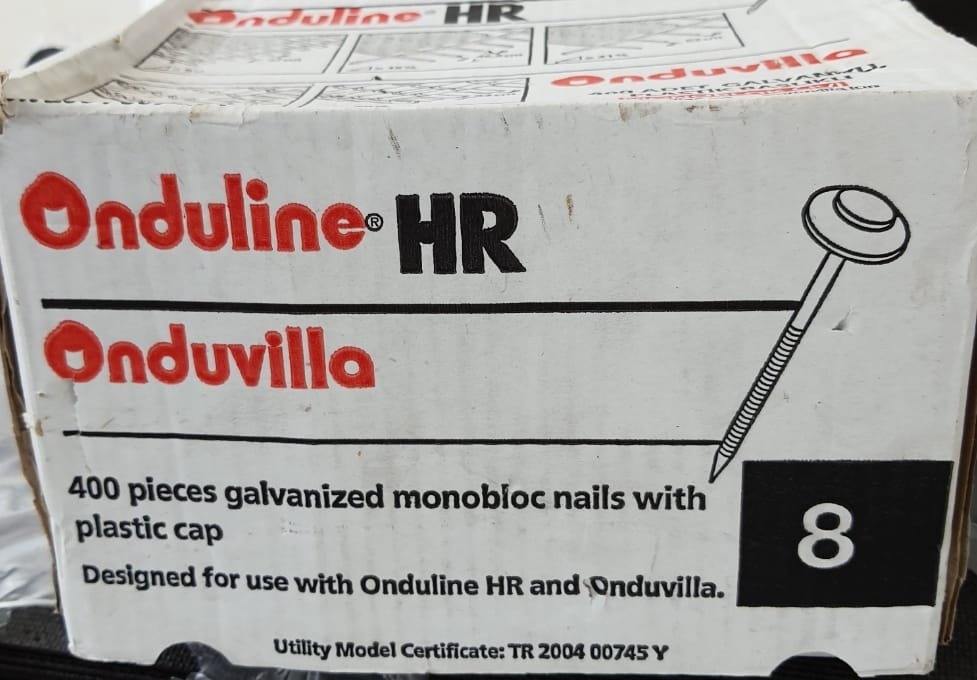 Onduline HR
Onduvilla
Onduline® HR
Onduvilla
400 pieces galvanized monobloc nails with
plastic cap
8
Designed for use with Onduline HR and Onduvilla.
Utility Model Certificate: TR 2004 00745 Y